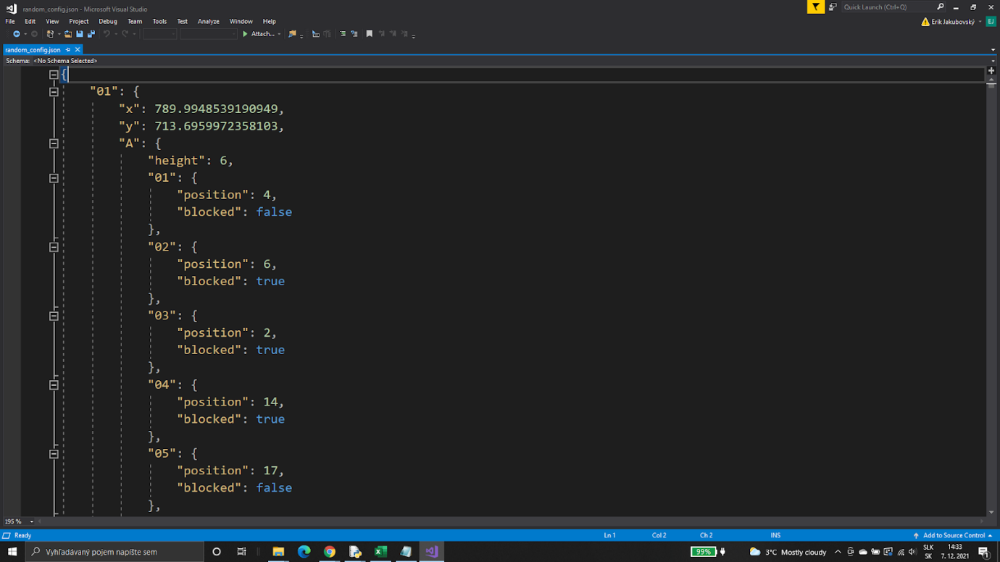 random_config.json - Microsoft Visual Studio
Quick Launch (Ctrl+Q)
File Edit View Project Debug Team Tools Test Analyze Window Help
Erik Jakubovský EJ
Attach...
random_config.json
Schema: <No Schema Selected>
{
"01": {
"x": 789.9948539190949,
"y": 713.6959972358103,
"A": {
"height": 6,
"01": {
"position": 4,
"blocked": false
},
"02": {
"position": 6,
"blocked": true
},
"03": {
"position": 2,
"blocked": true
},
"04": {
"position": 14,
"blocked": true
},
"05": {
"position": 17,
"blocked": false
},
195 %
Ready Ln 1 Col 2 Ch 2 INS Add to Source Control
Vyhľadávaný pojem napíšte sem 99% 3°C Mostly cloudy SLK 14:33
SK 7. 12. 2021 1